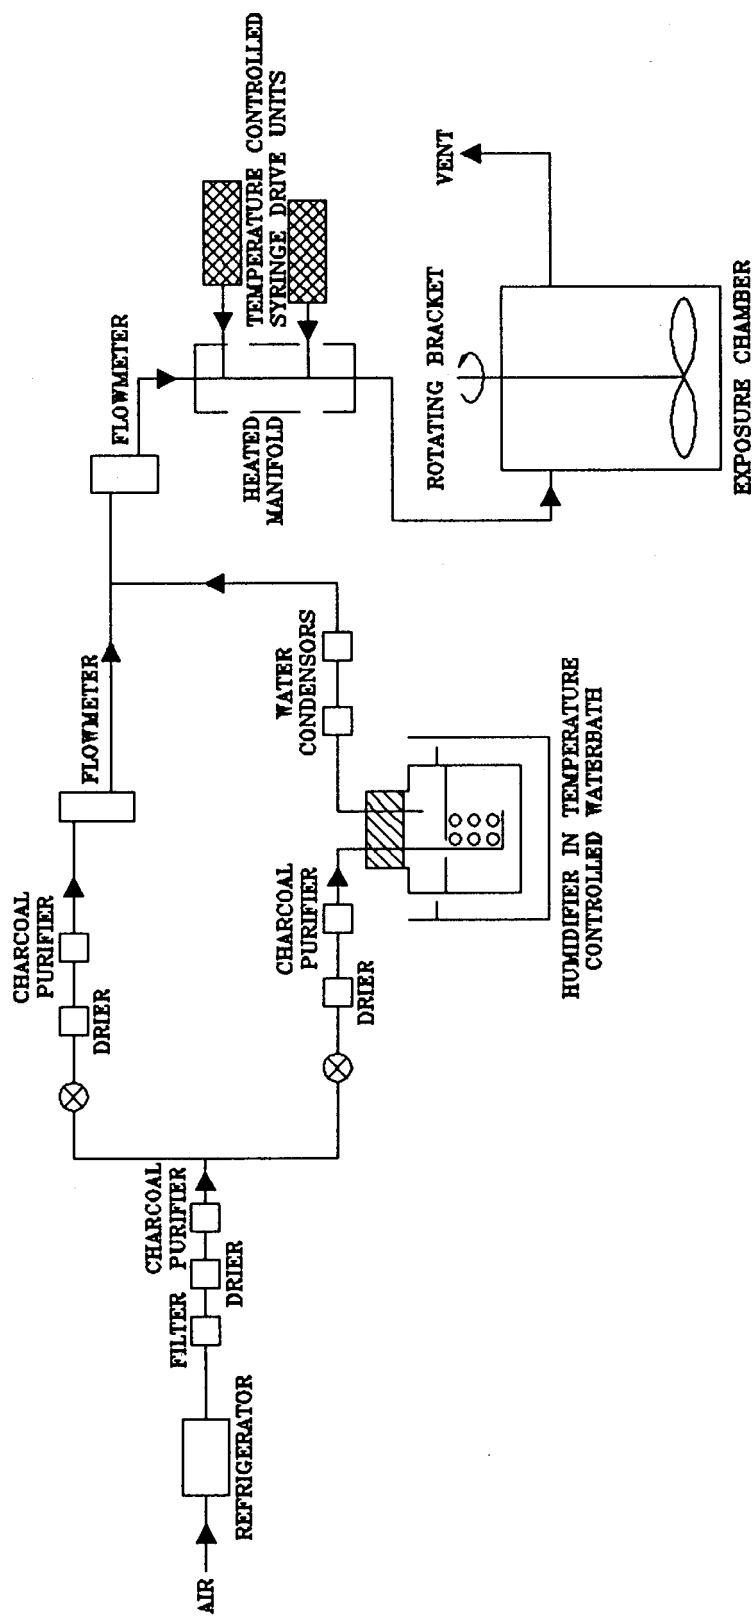 AIR
REFRIGERATOR
FILTER
DRIER
CHARCOAL
PURIFIER
DRIER
CHARCOAL
PURIFIER
FLOWMETER
DRIER
CHARCOAL
PURIFIER
HUMIDIFIER IN TEMPERATURE
CONTROLLED WATERBATH
WATER
CONDENSORS
FLOWMETER
HEATED
MANIFOLD
TEMPERATURE CONTROLLED
SYRINGE DRIVE UNITS
ROTATING BRACKET
VENT
EXPOSURE CHAMBER